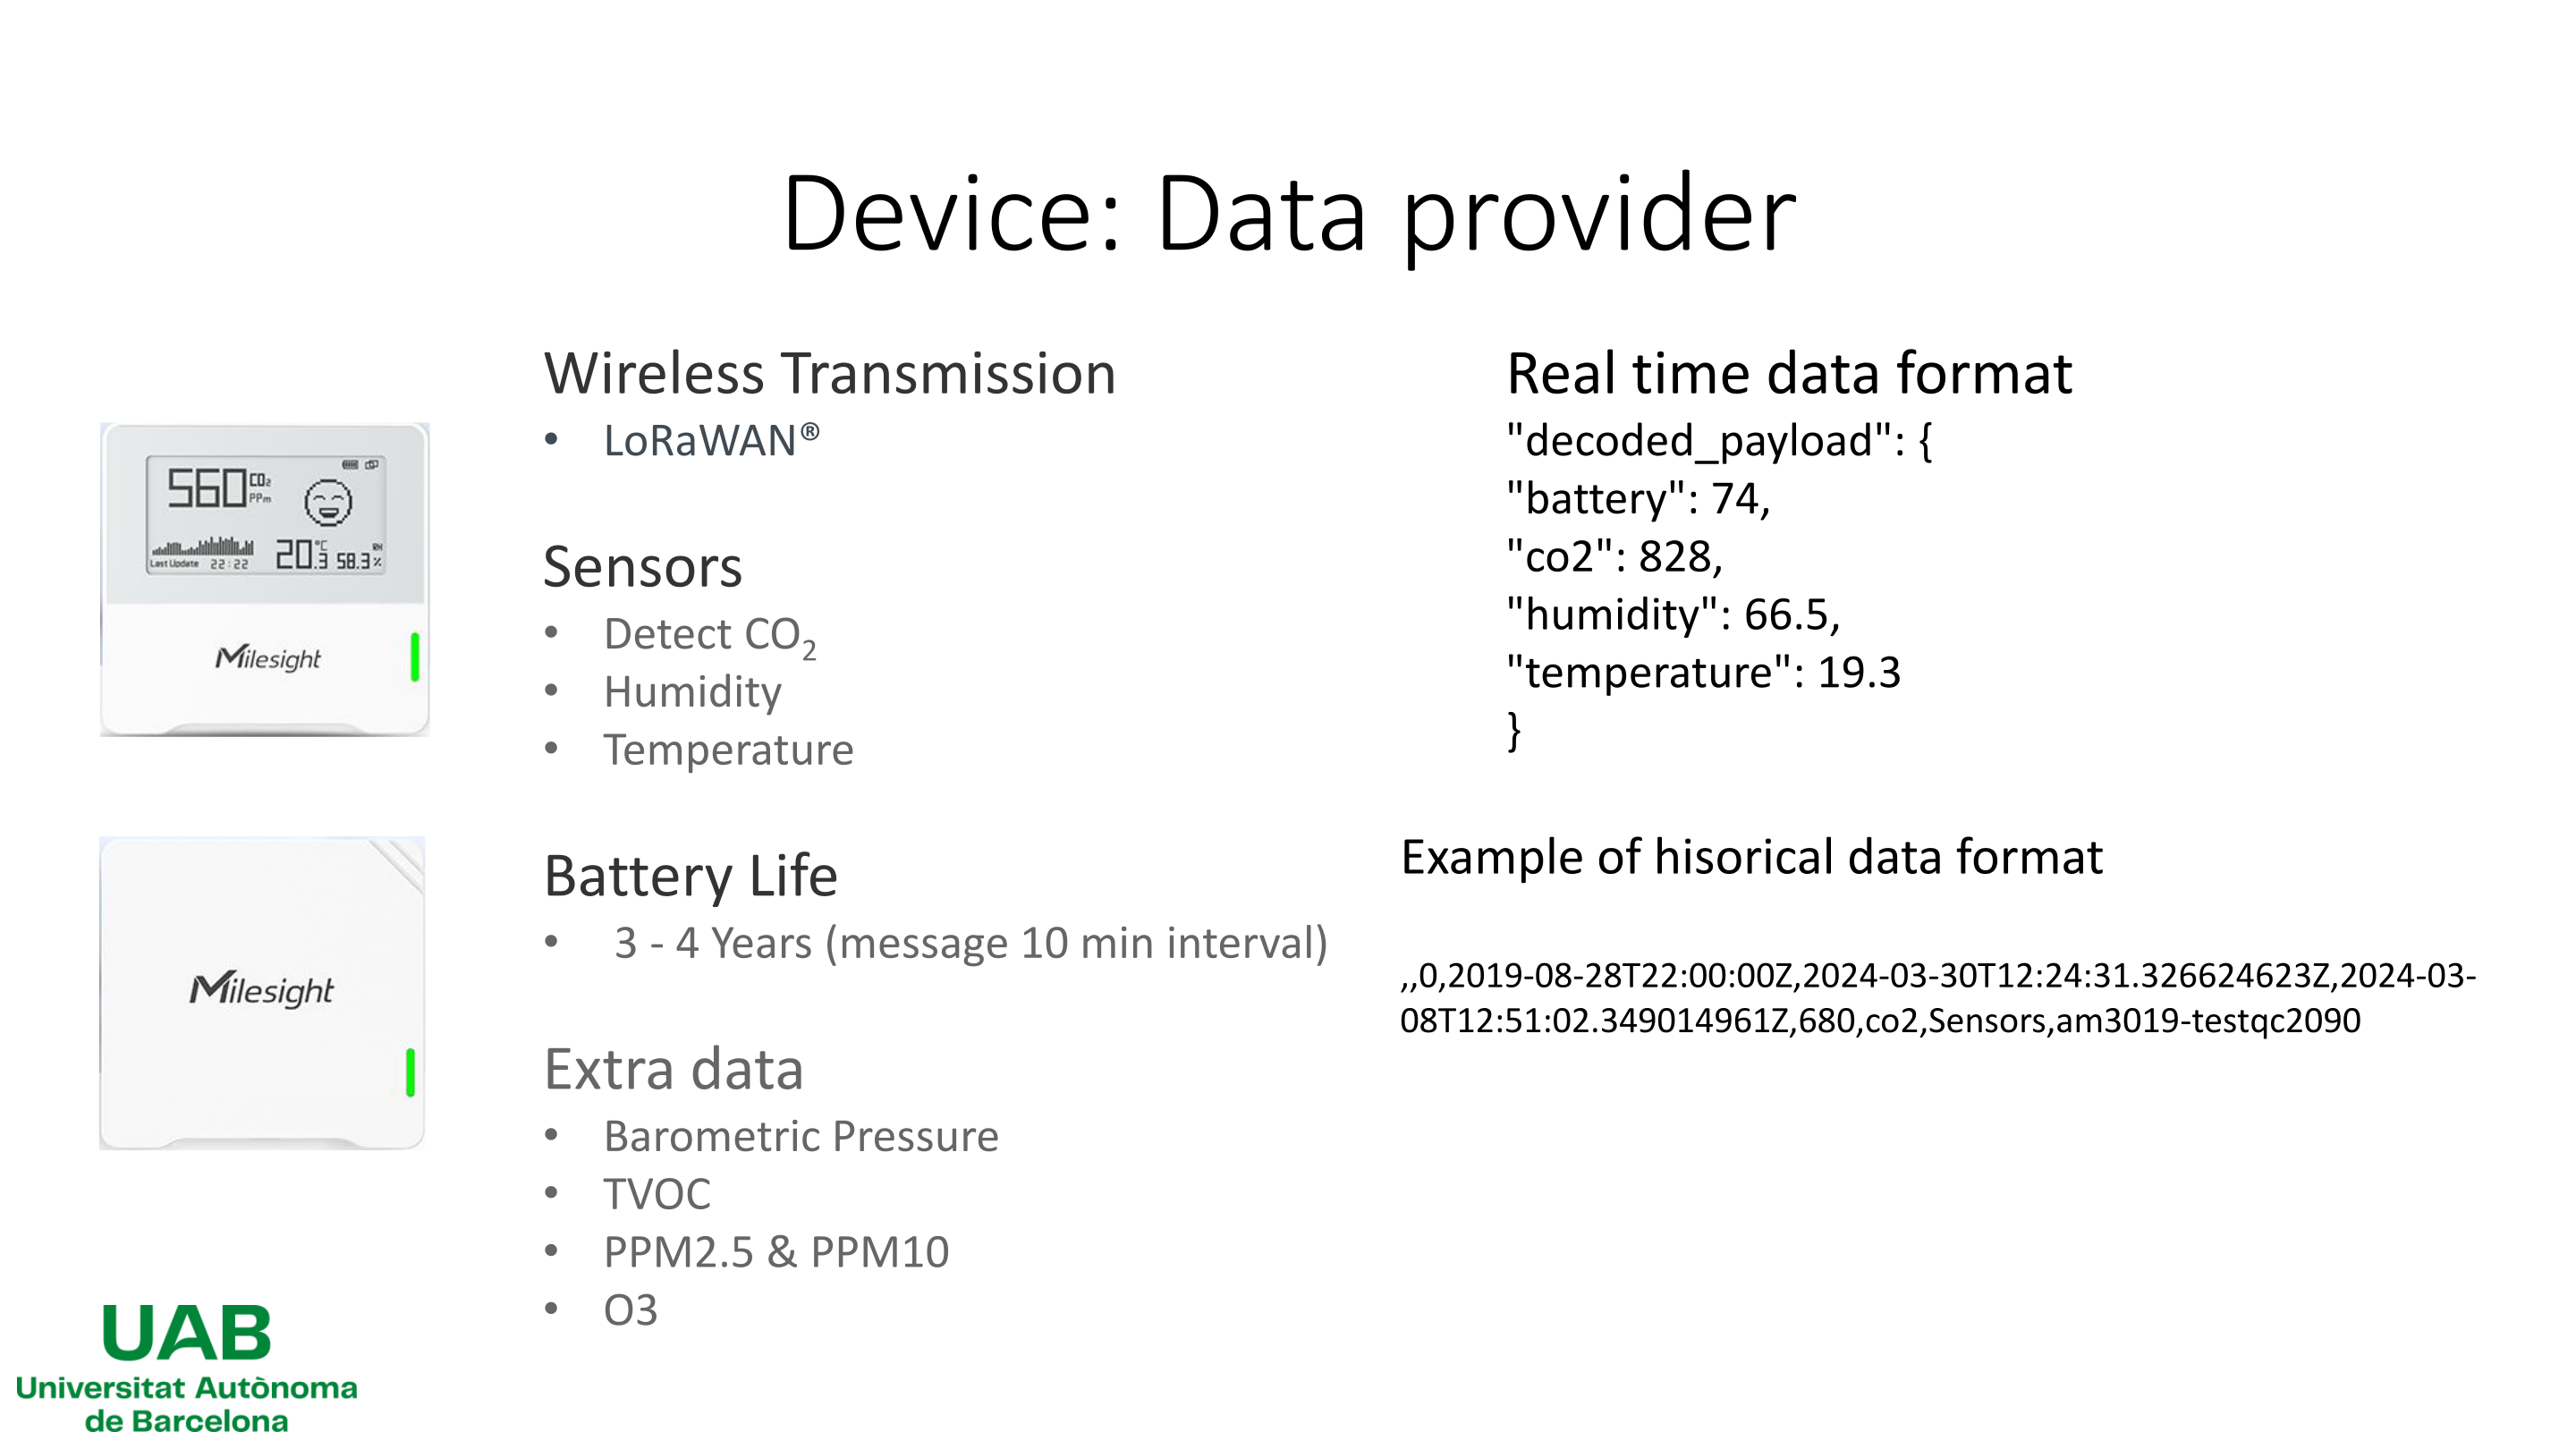 Device: Data provider
560 CO₂ PPm
Last Update 22:22 20.3 °C 58.3 RH %
Milesight
Milesight
UAB
Universitat Autònoma
de Barcelona
Wireless Transmission
• LoRaWAN®
Sensors
• Detect CO₂
• Humidity
• Temperature
Battery Life
• 3 - 4 Years (message 10 min interval)
Extra data
• Barometric Pressure
• TVOC
• PPM2.5 & PPM10
• O3
Real time data format
"decoded_payload": {
"battery": 74,
"co2": 828,
"humidity": 66.5,
"temperature": 19.3
}
Example of hisorical data format
,,0,2019-08-28T22:00:00Z,2024-03-30T12:24:31.326624623Z,2024-03-
08T12:51:02.349014961Z,680,co2,Sensors,am3019-testqc2090